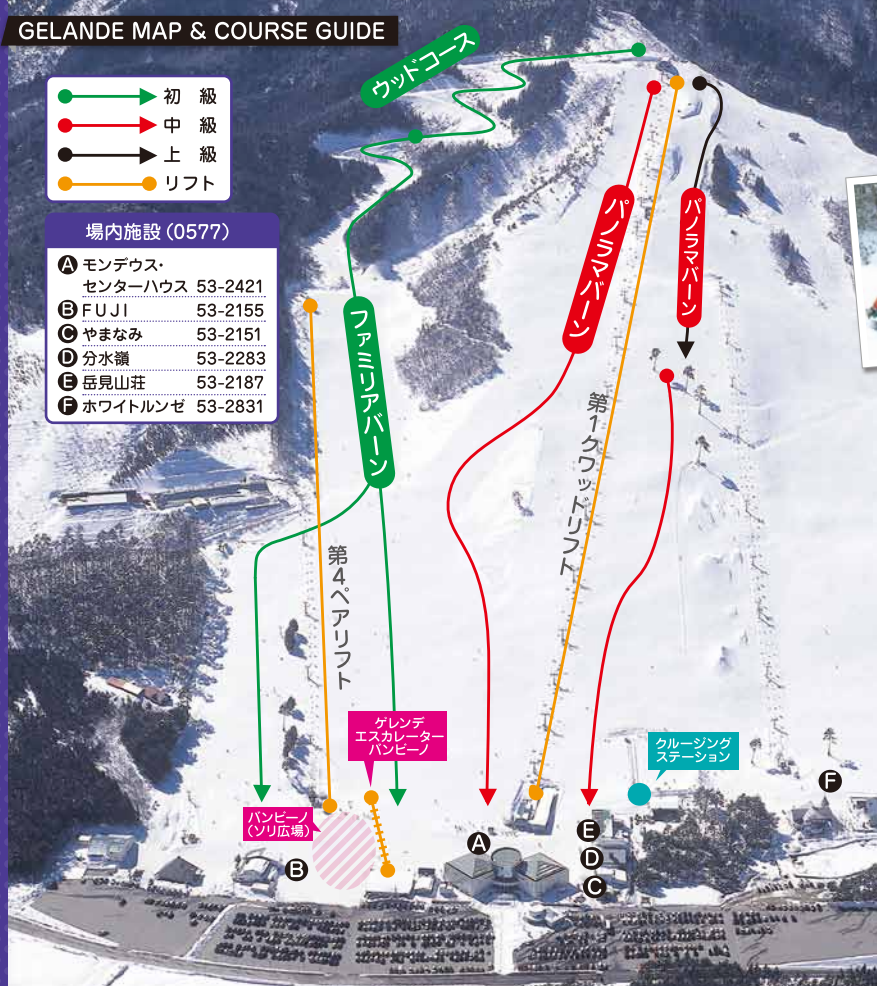 GELANDE MAP & COURSE GUIDE
初　級
中　級
上　級
リフト
場内施設（0577）
A モンデウス・
センターハウス 53-2421
B FUJI 53-2155
C やまなみ 53-2151
D 分水嶺 53-2283
E 岳見山荘 53-2187
F ホワイトルンゼ 53-2831
ウッドコース
ファミリアバーン
パノラマバーン
パノラマバーン
第1クワッドリフト
第4ペアリフト
ゲレンデ
エスカレーター
バンビーノ
バンビーノ
（ソリ広場）
クルージング
ステーション
A
B
C
D
E
F